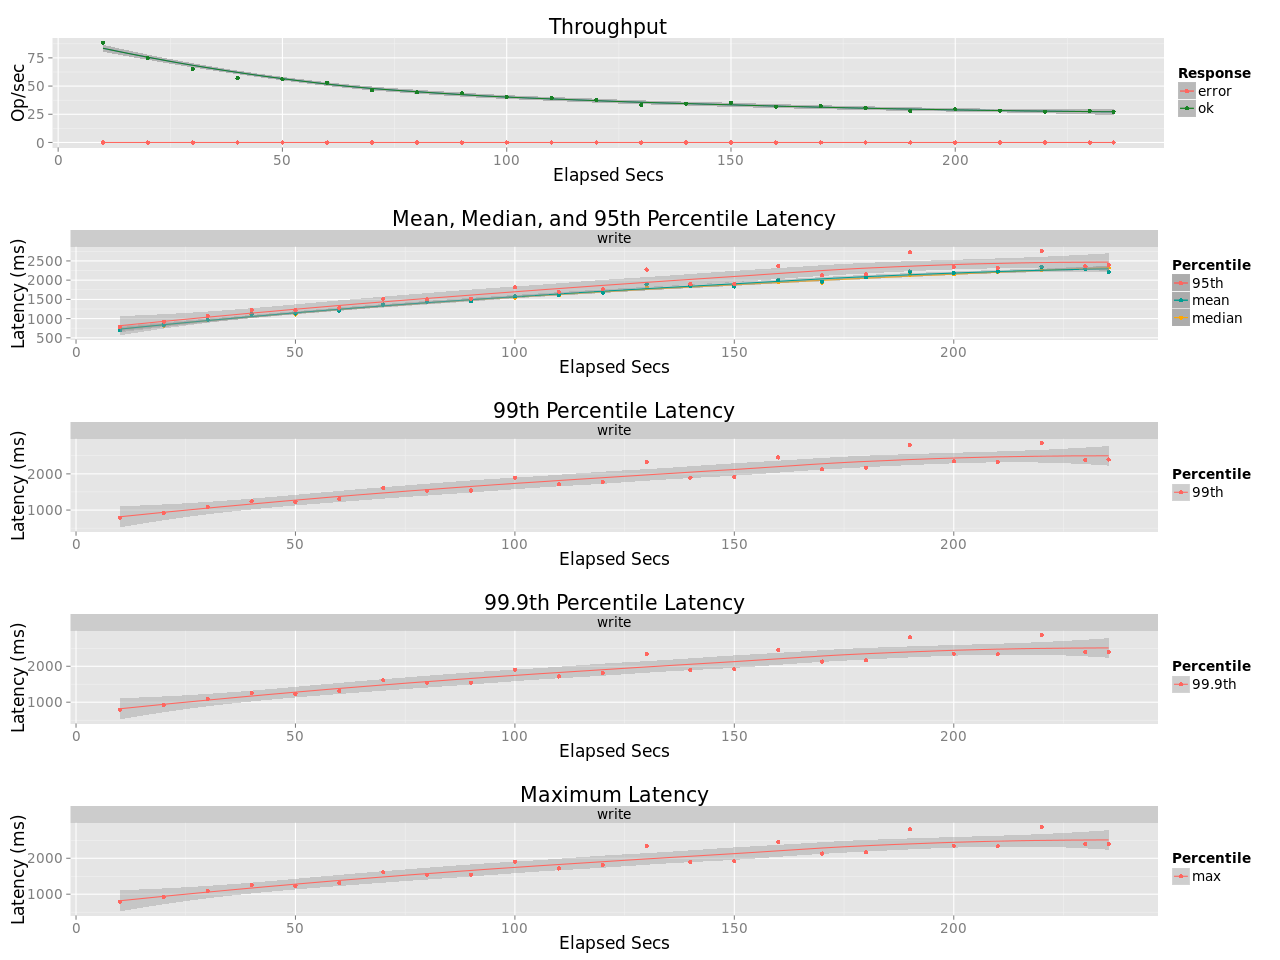 Throughput
Op/sec
75
50
25
0
0 50 100 150 200
Elapsed Secs
Response
error
ok
Mean, Median, and 95th Percentile Latency
write
Latency (ms)
2500
2000
1500
1000
500
0 50 100 150 200
Elapsed Secs
Percentile
95th
mean
median
99th Percentile Latency
write
Latency (ms)
2000
1000
0 50 100 150 200
Elapsed Secs
Percentile
99th
99.9th Percentile Latency
write
Latency (ms)
2000
1000
0 50 100 150 200
Elapsed Secs
Percentile
99.9th
Maximum Latency
write
Latency (ms)
2000
1000
0 50 100 150 200
Elapsed Secs
Percentile
max